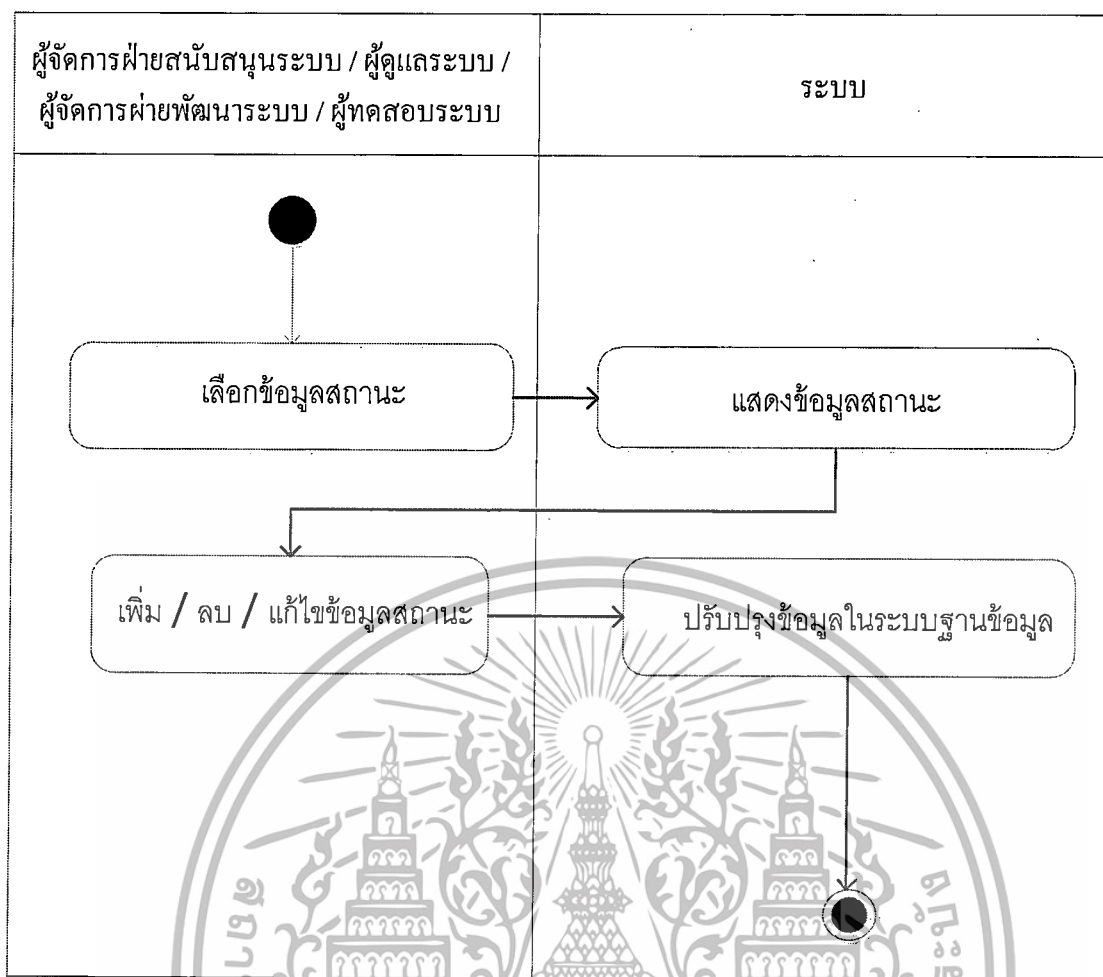 ผู้จัดการฝ่ายสนับสนุนระบบ / ผู้ดูแลระบบ /
ผู้จัดการผ่ายพัฒนาระบบ / ผู้ทดสอบระบบ
ระบบ
เลือกข้อมูลสถานะ
แสดงข้อมูลสถานะ
เพิ่ม / ลบ / แก้ไขข้อมูลสถานะ
ปรับปรุงข้อมูลในระบบฐานข้อมูล